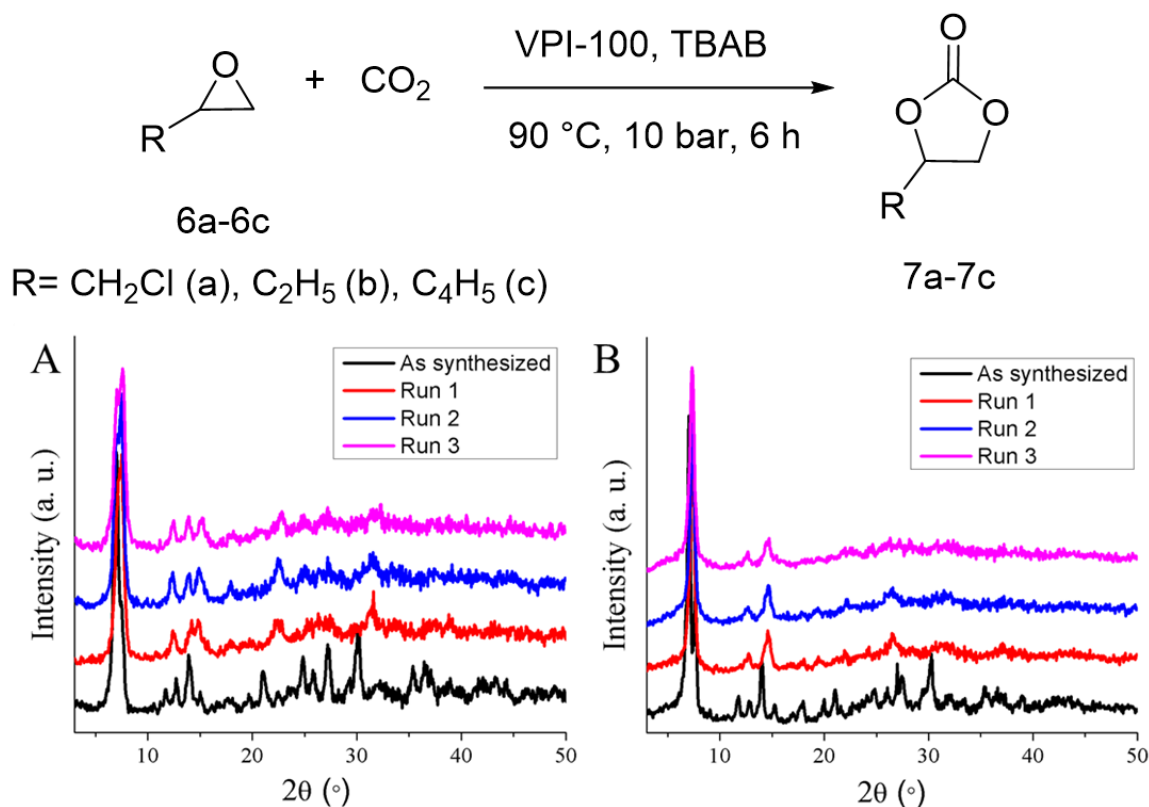 O
R
+ CO₂
VPI-100, TBAB
90 °C, 10 bar, 6 h
O
O
O
R
6a-6c
7a-7c
R= CH₂Cl (a), C₂H₅ (b), C₄H₅ (c)
A
As synthesized
Run 1
Run 2
Run 3
Intensity (a. u.)
10 20 30 40 50
2θ (°)
B
As synthesized
Run 1
Run 2
Run 3
Intensity (a. u.)
10 20 30 40 50
2θ (°)